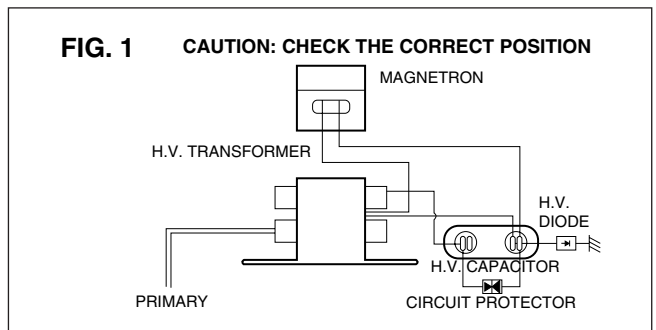 FIG. 1
CAUTION: CHECK THE CORRECT POSITION
MAGNETRON
H.V. TRANSFORMER
H.V.
DIODE
H.V. CAPACITOR
PRIMARY
CIRCUIT PROTECTOR